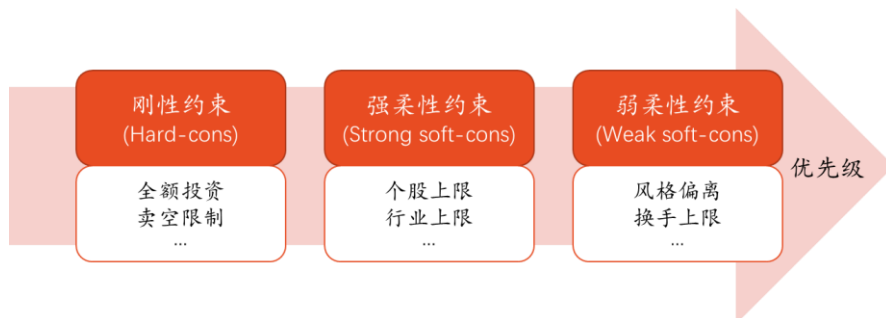 刚性约束
(Hard-cons)
全额投资
卖空限制
...
强柔性约束
(Strong soft-cons)
个股上限
行业上限
...
弱柔性约束
(Weak soft-cons)
风格偏离
换手上限
...
优先级